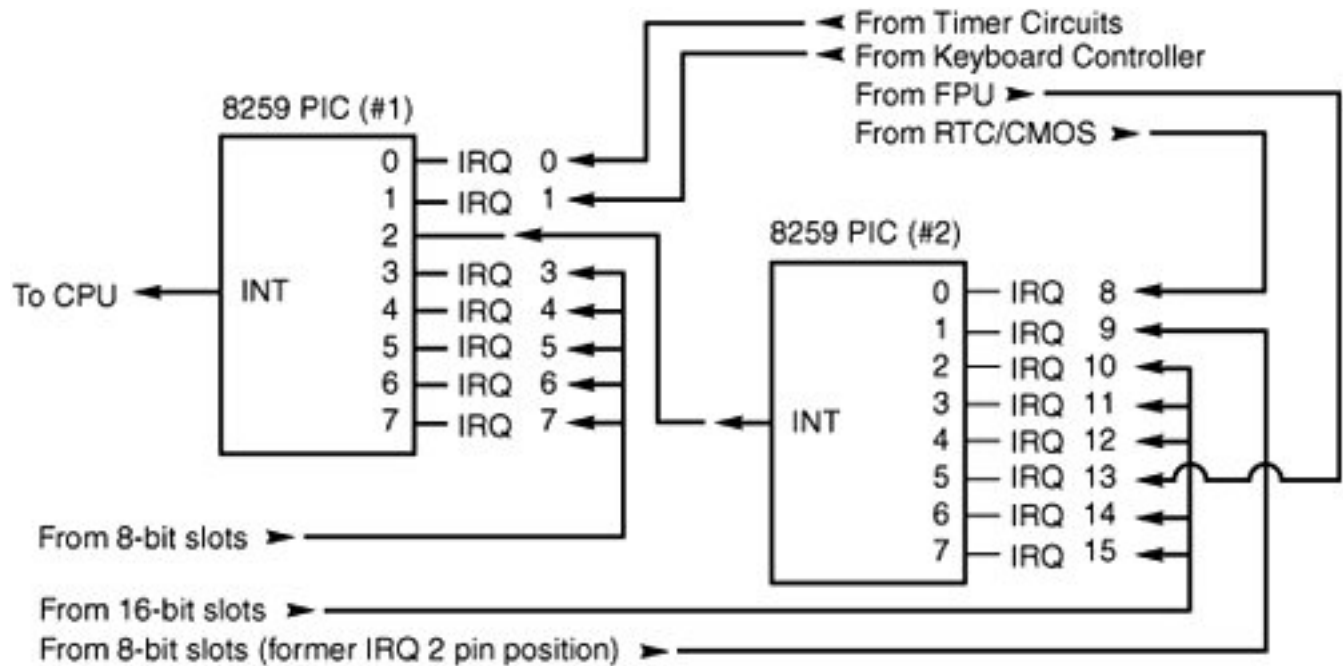 From Timer Circuits
From Keyboard Controller
From FPU
From RTC/CMOS
8259 PIC (#1)
0 IRQ 0
1 IRQ 1
2
3 IRQ 3
4 IRQ 4
5 IRQ 5
6 IRQ 6
7 IRQ 7
INT
To CPU
8259 PIC (#2)
0 IRQ 8
1 IRQ 9
2 IRQ 10
3 IRQ 11
4 IRQ 12
5 IRQ 13
6 IRQ 14
7 IRQ 15
INT
From 8-bit slots
From 16-bit slots
From 8-bit slots (former IRQ 2 pin position)